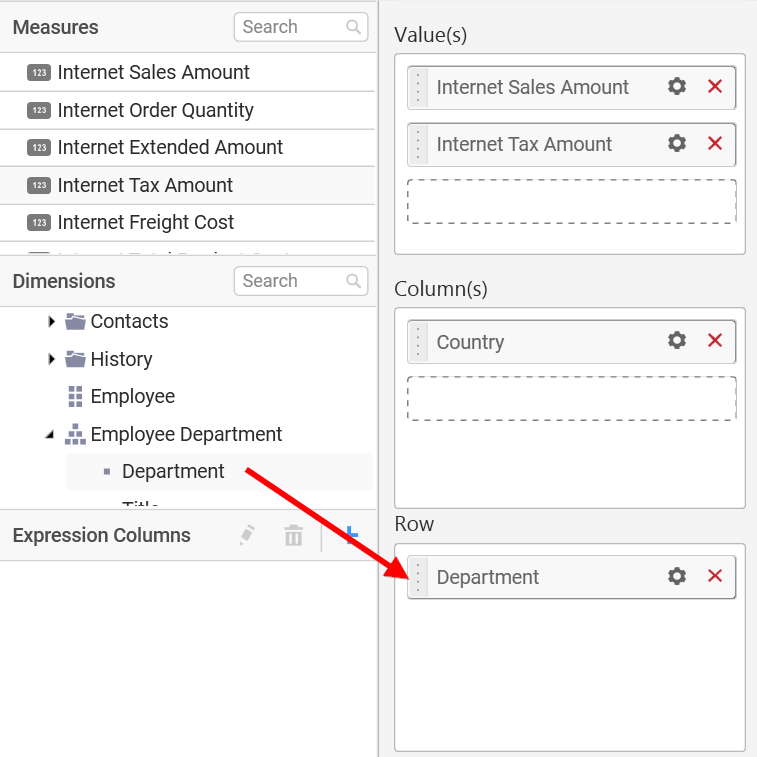 Measures
Search
123 Internet Sales Amount
123 Internet Order Quantity
123 Internet Extended Amount
123 Internet Tax Amount
123 Internet Freight Cost
Dimensions
Search
Contacts
History
Employee
Employee Department
Department
Expression Columns
Value(s)
Internet Sales Amount
Internet Tax Amount
Column(s)
Country
Row
Department